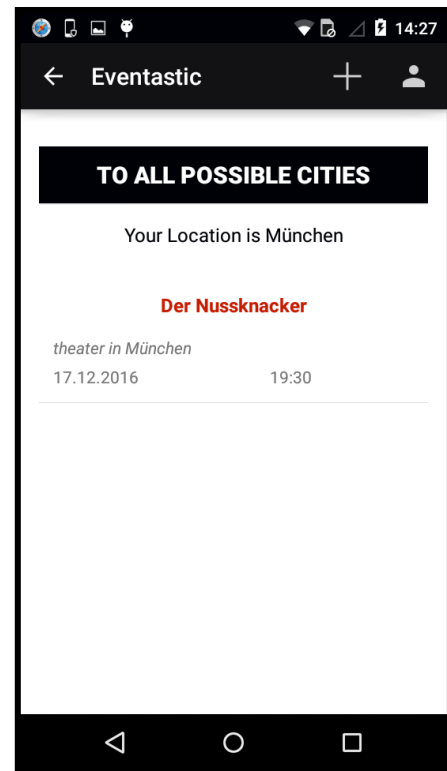 14:27
Eventastic
TO ALL POSSIBLE CITIES
Your Location is München
Der Nussknacker
theater in München
17.12.2016 19:30